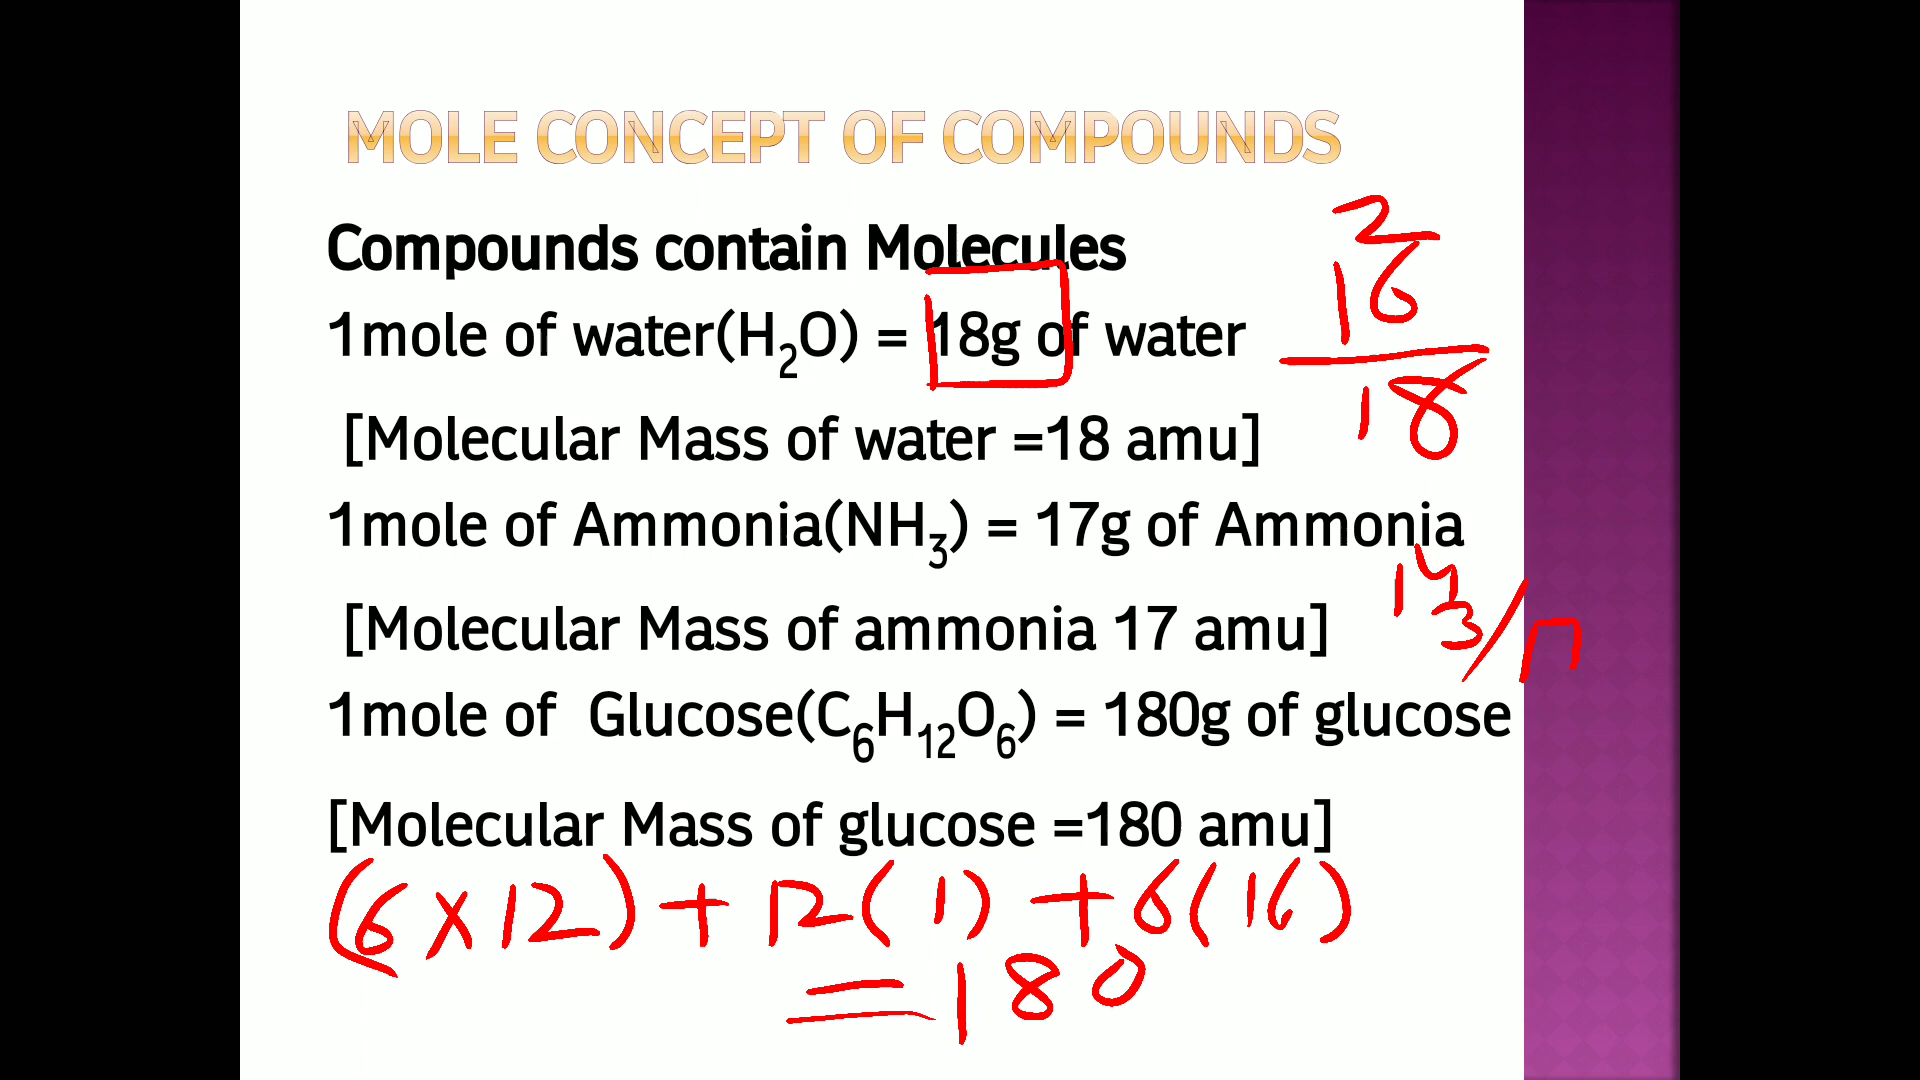 MOLE CONCEPT OF COMPOUNDS
Compounds contain Molecules
1mole of water(H₂O) = 18g of water
2
16
18
[Molecular Mass of water =18 amu]
1mole of Ammonia(NH₃) = 17g of Ammonia
14
3/17
[Molecular Mass of ammonia 17 amu]
1mole of  Glucose(C₆H₁₂O₆) = 180g of glucose
[Molecular Mass of glucose =180 amu]
(6 x 12) + 12(1) + 6(16)
= 180